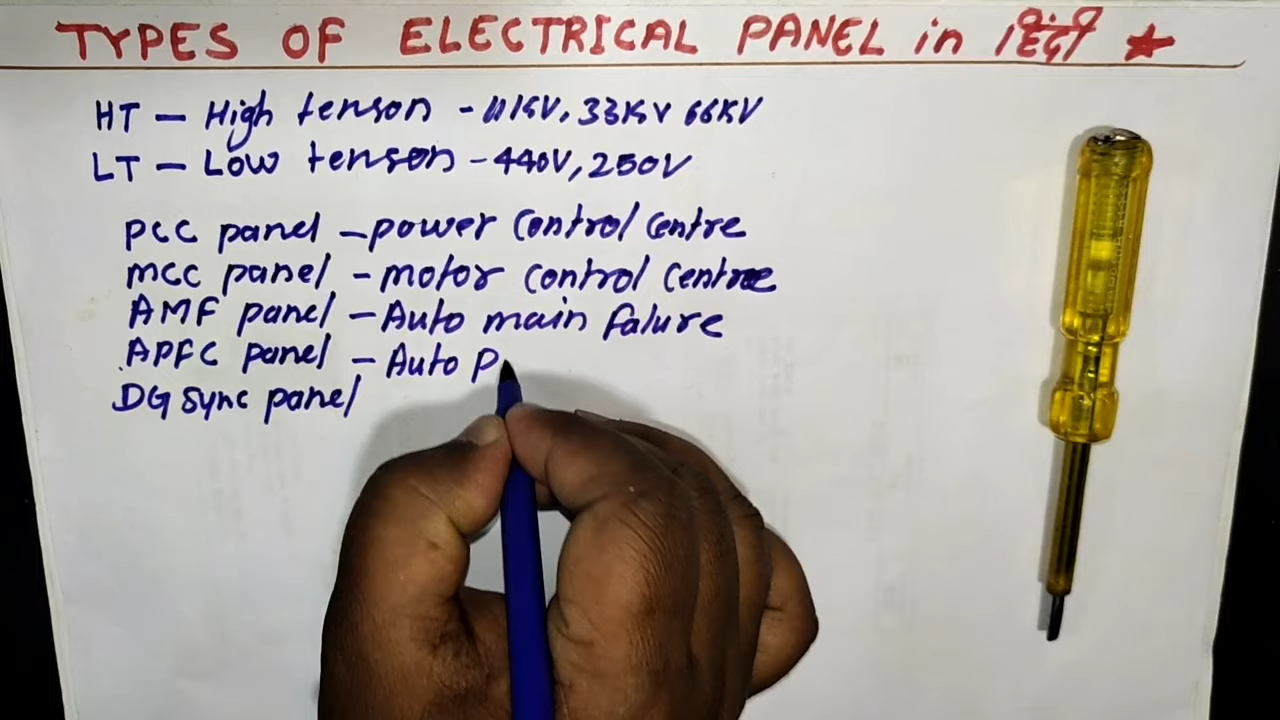 TYPES OF ELECTRICAL PANEL in हिंदी
HT - High tenson - 11KV, 33KV 66KV
LT - Low tenson - 440V, 250V
PCC panel - power control centre
MCC panel - motor control centre
AMF panel - Auto main falure
APFC panel - Auto P
DG sync panel